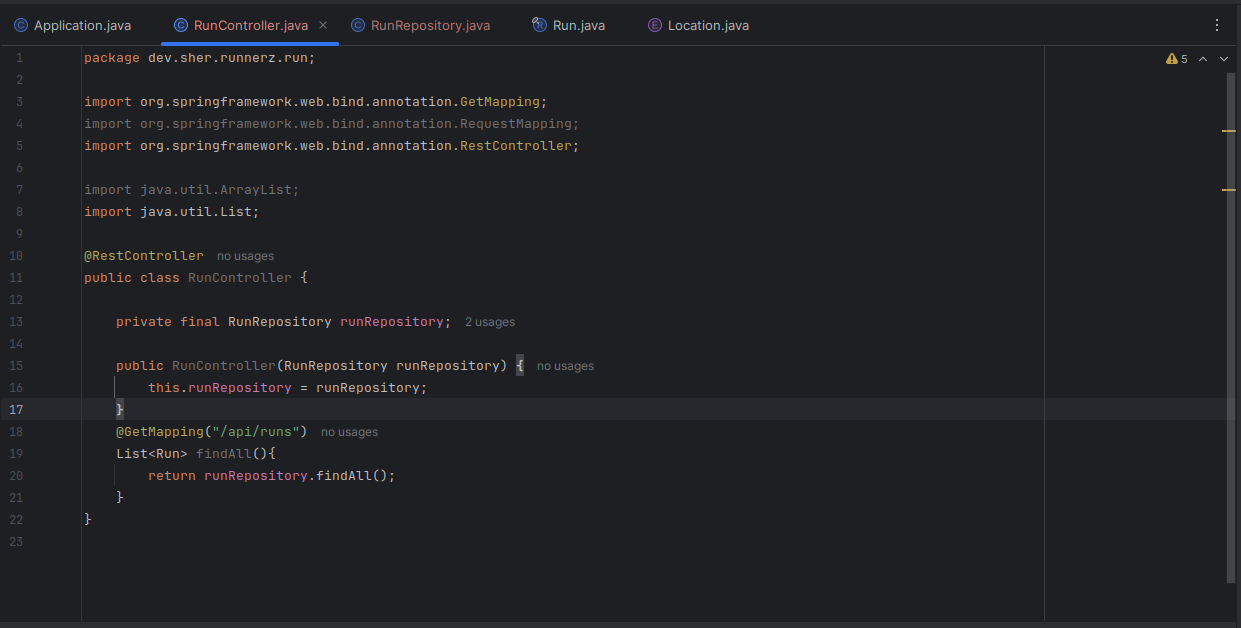 Application.java RunController.java RunRepository.java Run.java Location.java
5
1 package dev.sher.runnerz.run;
2
3 import org.springframework.web.bind.annotation.GetMapping;
4 import org.springframework.web.bind.annotation.RequestMapping;
5 import org.springframework.web.bind.annotation.RestController;
6
7 import java.util.ArrayList;
8 import java.util.List;
9
10 @RestController no usages
11 public class RunController {
12
13     private final RunRepository runRepository; 2 usages
14
15     public RunController(RunRepository runRepository) { no usages
16         this.runRepository = runRepository;
17     }
18     @GetMapping("/api/runs") no usages
19     List<Run> findAll(){
20         return runRepository.findAll();
21     }
22 }
23